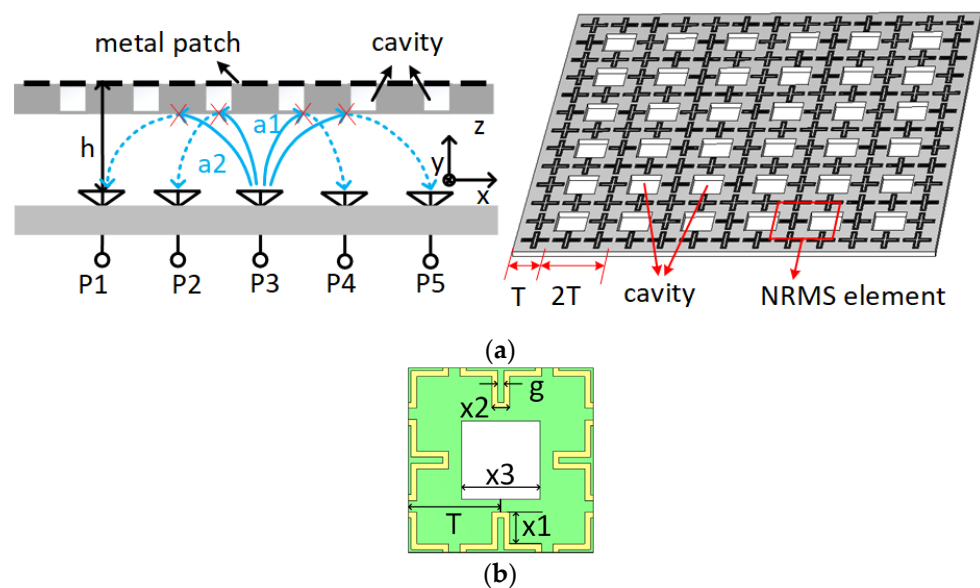 metal patch
cavity
h
a1
a2
z
y
x
P1
P2
P3
P4
P5
T
2T
cavity
NRMS element
(a)
g
x2
x3
T
x1
(b)